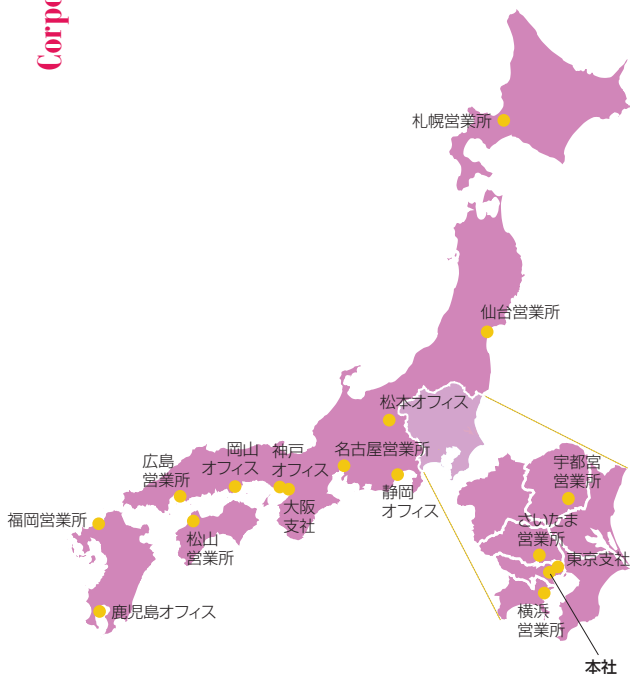 Corpo
札幌営業所
仙台営業所
松本オフィス
名古屋営業所
静岡
オフィス
神戸
オフィス
大阪
支社
岡山
オフィス
広島
営業所
松山
営業所
福岡営業所
鹿児島オフィス
宇都宮
営業所
さいたま
営業所
東京支社
横浜
営業所
本社